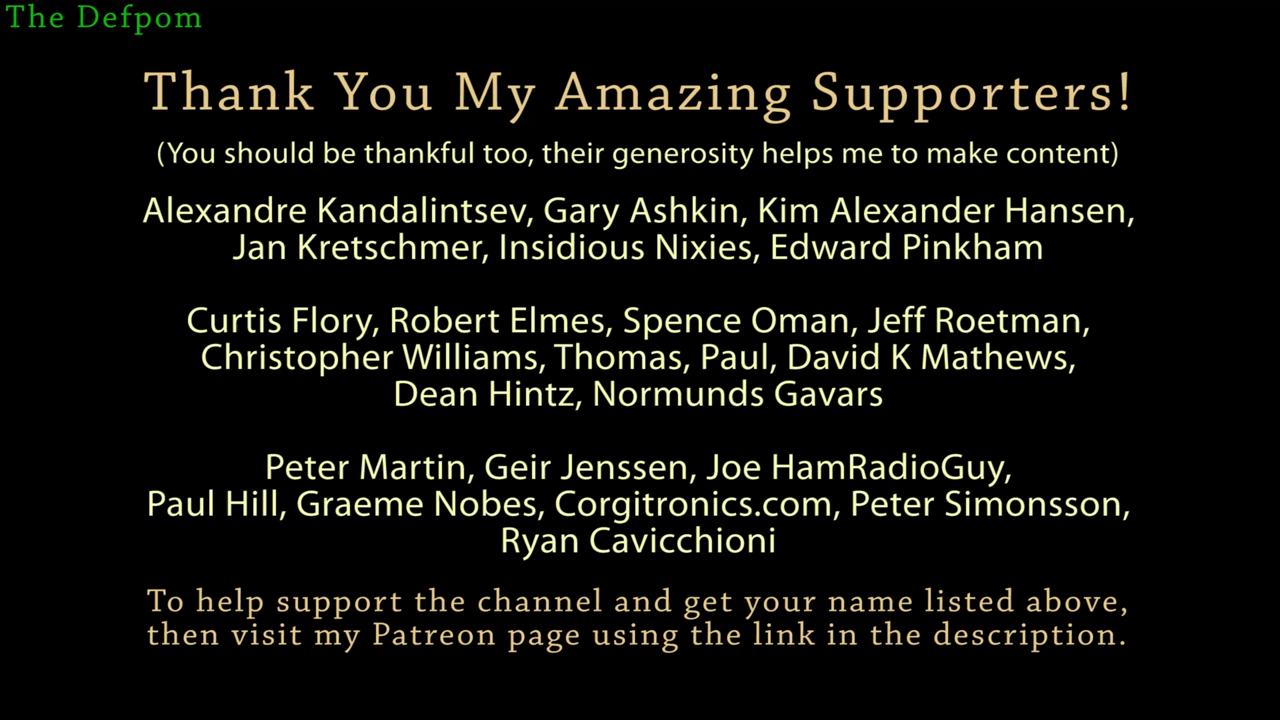 The Defpom
Thank You My Amazing Supporters!
(You should be thankful too, their generosity helps me to make content)
Alexandre Kandalintsev, Gary Ashkin, Kim Alexander Hansen,
Jan Kretschmer, Insidious Nixies, Edward Pinkham
Curtis Flory, Robert Elmes, Spence Oman, Jeff Roetman,
Christopher Williams, Thomas, Paul, David K Mathews,
Dean Hintz, Normunds Gavars
Peter Martin, Geir Jenssen, Joe HamRadioGuy,
Paul Hill, Graeme Nobes, Corgitronics.com, Peter Simonsson,
Ryan Cavicchioni
To help support the channel and get your name listed above,
then visit my Patreon page using the link in the description.